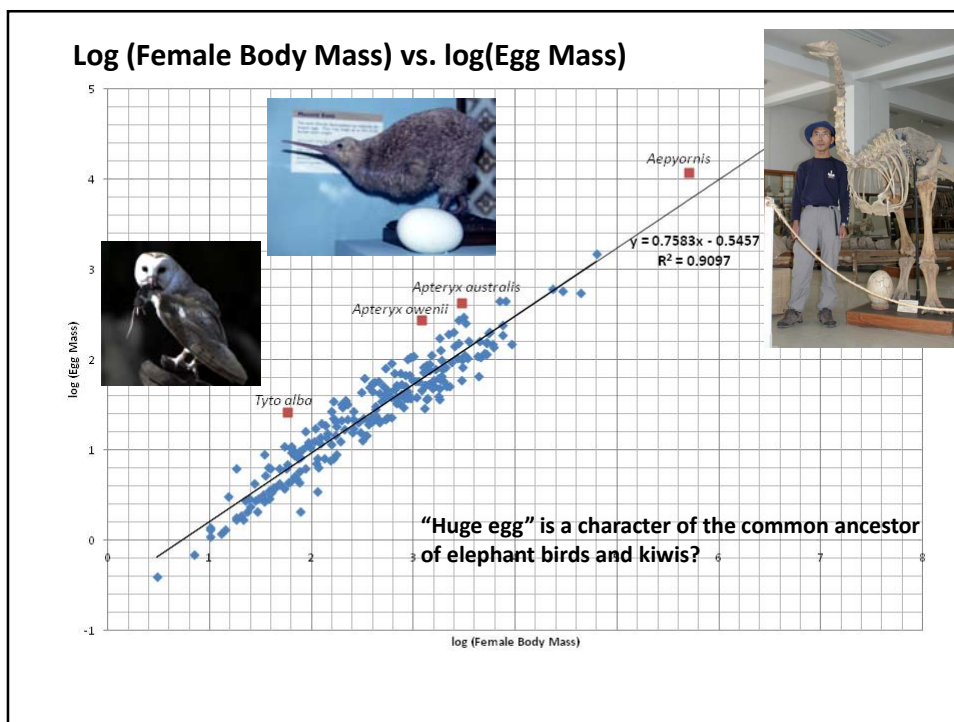 Log (Female Body Mass) vs. log(Egg Mass)
5
4
3
2
1
0
-1
1
2
3
4
5
6
7
8
log (Egg Mass)
log (Female Body Mass)
Aepyornis
y = 0.7583x - 0.5457
R² = 0.9097
Apteryx australis
Apteryx owenii
Tyto alba
“Huge egg” is a character of the common ancestor
of elephant birds and kiwis?